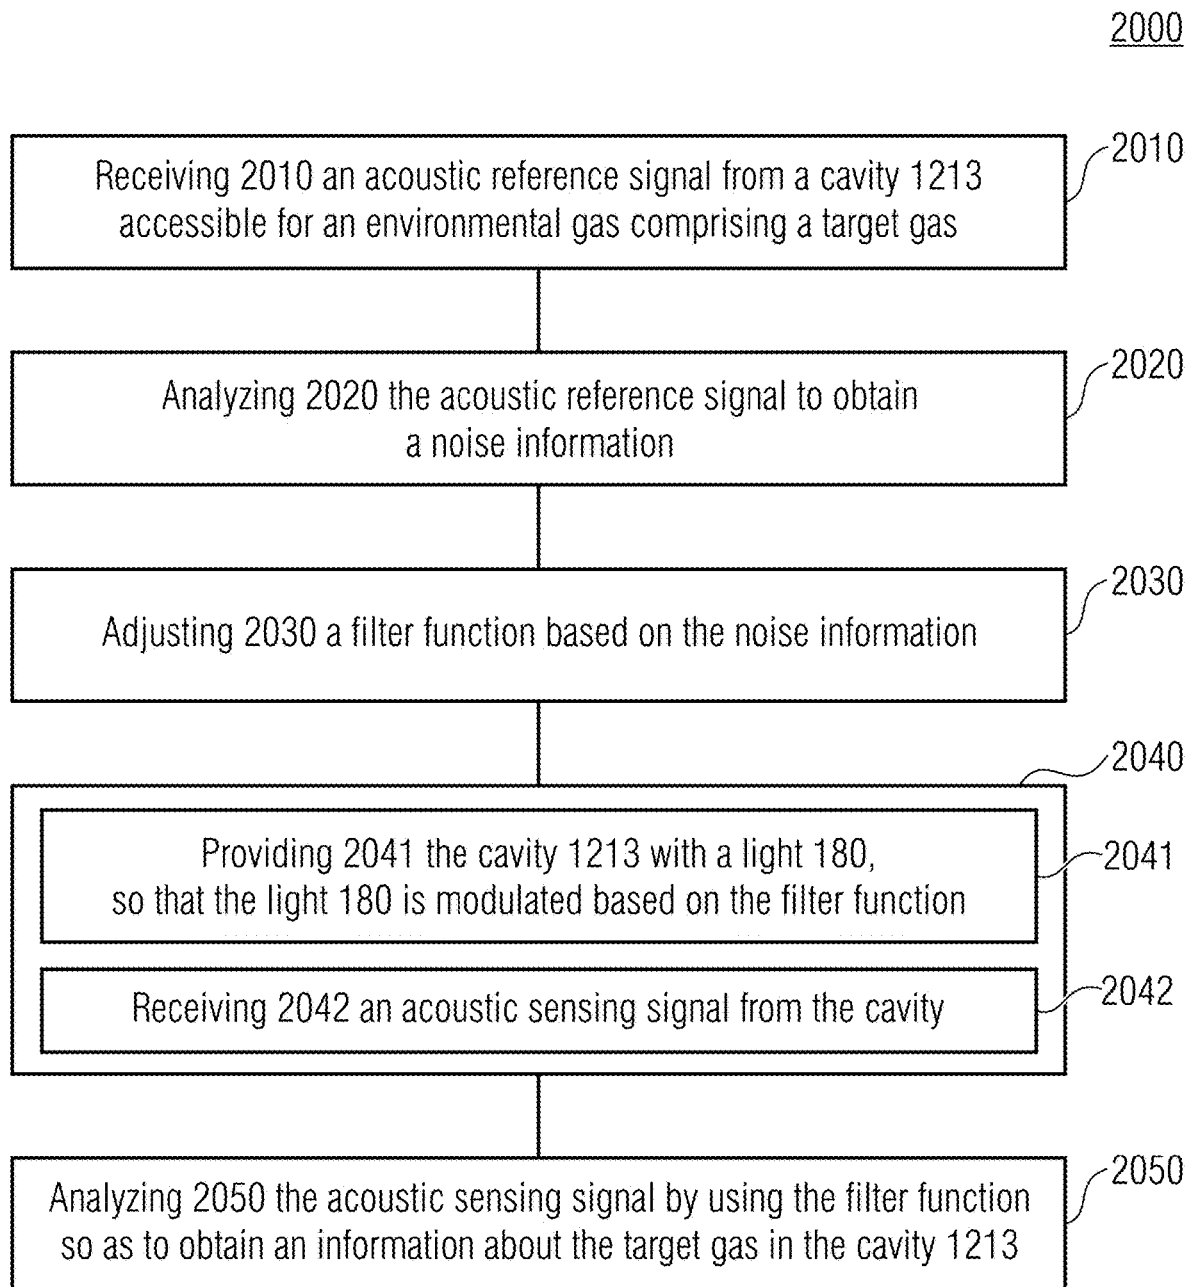 2000
Receiving 2010 an acoustic reference signal from a cavity 1213
accessible for an environmental gas comprising a target gas
2010
Analyzing 2020 the acoustic reference signal to obtain
a noise information
2020
Adjusting 2030 a filter function based on the noise information
2030
2040
Providing 2041 the cavity 1213 with a light 180,
so that the light 180 is modulated based on the filter function
2041
Receiving 2042 an acoustic sensing signal from the cavity
2042
Analyzing 2050 the acoustic sensing signal by using the filter function
so as to obtain an information about the target gas in the cavity 1213
2050